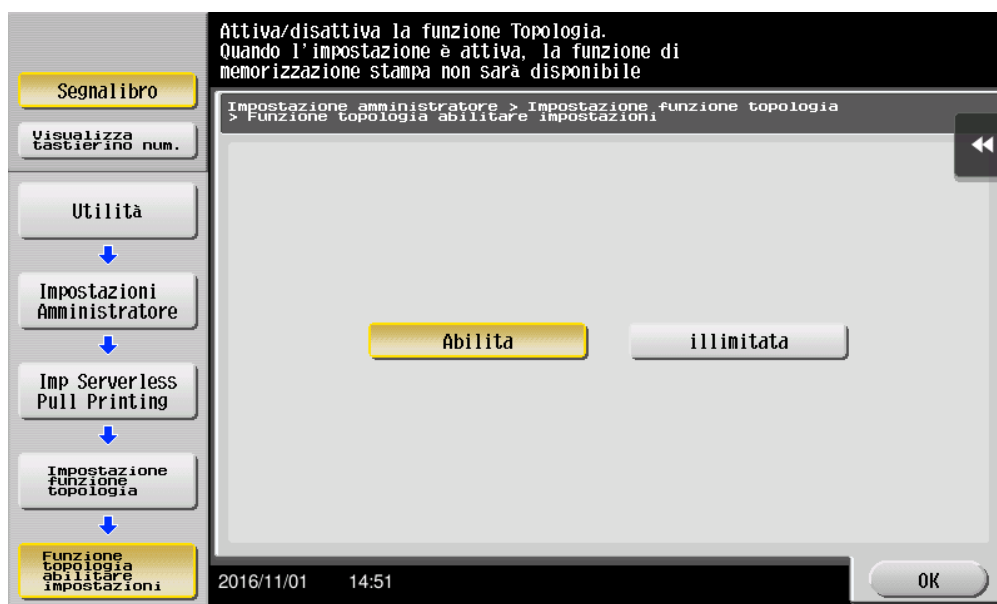 Attiva/disattiva la funzione Topologia.
Quando l'impostazione è attiva, la funzione di
memorizzazione stampa non sarà disponibile
Segnalibro
Visualizza
tastierino num.
Impostazione amministratore > Impostazione funzione topologia
> Funzione topologia abilitare impostazioni
Utilità
Impostazioni
Amministratore
Imp Serverless
Pull Printing
Impostazione
funzione
topologia
Funzione
topologia
abilitare
impostazioni
Abilita
illimitata
2016/11/01 14:51
OK